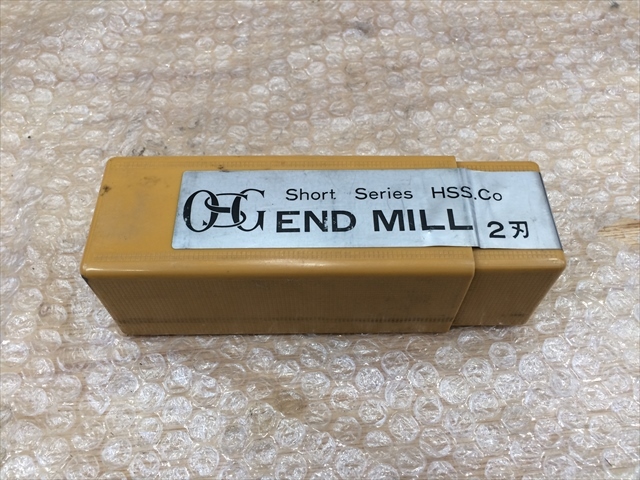 OSG Short Series HSS.Co
END MILL 2刃